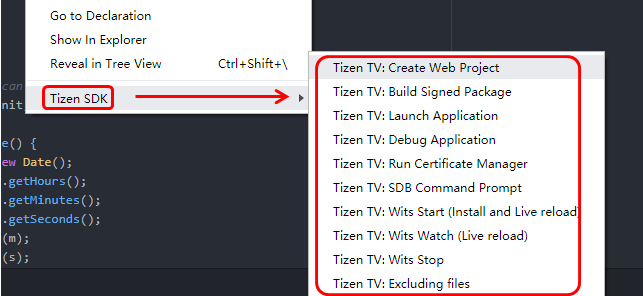 Go to Declaration
Show In Explorer
Reveal in Tree View Ctrl+Shift+\
Tizen SDK
Tizen TV: Create Web Project
Tizen TV: Build Signed Package
Tizen TV: Launch Application
Tizen TV: Debug Application
Tizen TV: Run Certificate Manager
Tizen TV: SDB Command Prompt
Tizen TV: Wits Start (Install and Live reload)
Tizen TV: Wits Watch (Live reload)
Tizen TV: Wits Stop
Tizen TV: Excluding files
can
nit
e() {
ew Date();
.getHours();
.getMinutes();
.getSeconds();
(m);
(s);